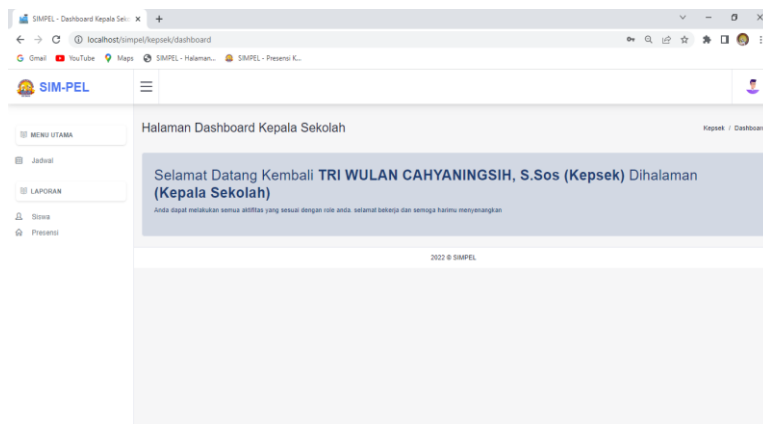 SIMPEL - Dashboard Kepala Seko
localhost/simpel/kepsek/dashboard
Gmail YouTube Maps SIMPEL - Halaman... SIMPEL - Presensi K...
SIM-PEL
MENU UTAMA
Jadwal
LAPORAN
Siswa
Presensi
Halaman Dashboard Kepala Sekolah
Kepsek / Dashboard
Selamat Datang Kembali TRI WULAN CAHYANINGSIH, S.Sos (Kepsek) Dihalaman
(Kepala Sekolah)
Anda dapat melakukan semua aktifitas yang sesuai dengan role anda. selamat bekerja dan semoga harimu menyenangkan
2022 © SIMPEL